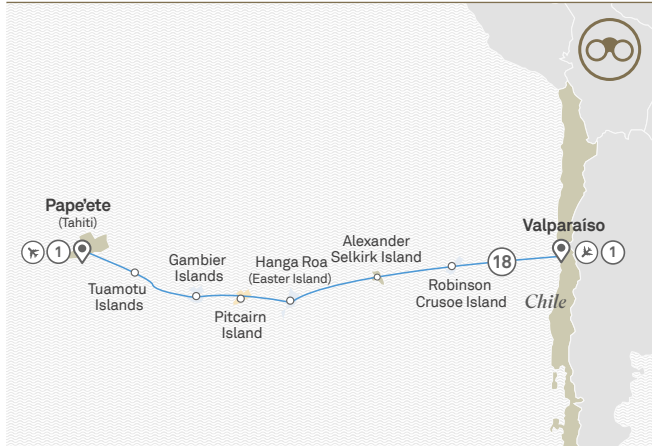 Pape'ete
(Tahiti)
1
Tuamotu
Islands
Gambier
Islands
Pitcairn
Island
Hanga Roa
(Easter Island)
Alexander
Selkirk Island
Robinson
Crusoe Island
18
Valparaíso
1
Chile